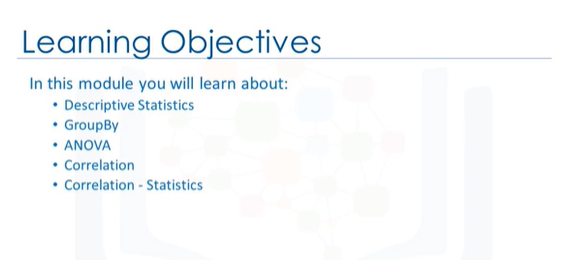 Learning Objectives
In this module you will learn about:
• Descriptive Statistics
• GroupBy
• ANOVA
• Correlation
• Correlation - Statistics